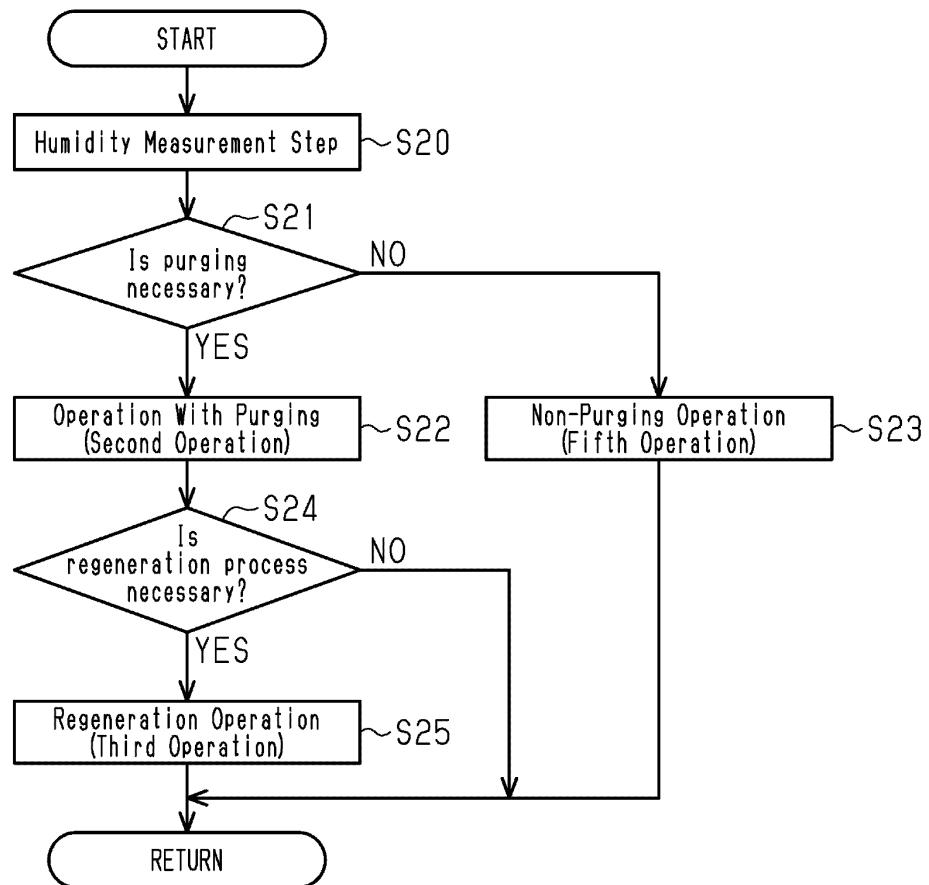 START
Humidity Measurement Step
S20
S21
Is purging
necessary?
NO
YES
Operation With Purging
(Second Operation)
S22
Non-Purging Operation
(Fifth Operation)
S23
S24
Is
regeneration process
necessary?
NO
YES
Regeneration Operation
(Third Operation)
S25
RETURN